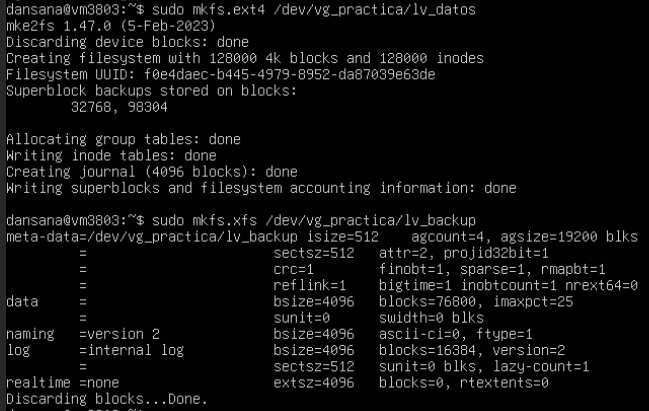 dansana@vm3803:~$ sudo mkfs.ext4 /dev/vg_practica/lv_datos
mke2fs 1.47.0 (5-Feb-2023)
Discarding device blocks: done
Creating filesystem with 128000 4k blocks and 128000 inodes
Filesystem UUID: f0e4daec-b445-4979-8952-da87039e63de
Superblock backups stored on blocks:
        32768, 98304

Allocating group tables: done
Writing inode tables: done
Creating journal (4096 blocks): done
Writing superblocks and filesystem accounting information: done

dansana@vm3803:~$ sudo mkfs.xfs /dev/vg_practica/lv_backup
meta-data=/dev/vg_practica/lv_backup isize=512    agcount=4, agsize=19200 blks
         =                       sectsz=512   attr=2, projid32bit=1
         =                       crc=1        finobt=1, sparse=1, rmapbt=1
         =                       reflink=1    bigtime=1 inobtcount=1 nrext64=0
data     =                       bsize=4096   blocks=76800, imaxpct=25
         =                       sunit=0      swidth=0 blks
naming   =version 2              bsize=4096   ascii-ci=0, ftype=1
log      =internal log           bsize=4096   blocks=16384, version=2
         =                       sectsz=512   sunit=0 blks, lazy-count=1
realtime =none                   extsz=4096   blocks=0, rtextents=0
Discarding blocks...Done.